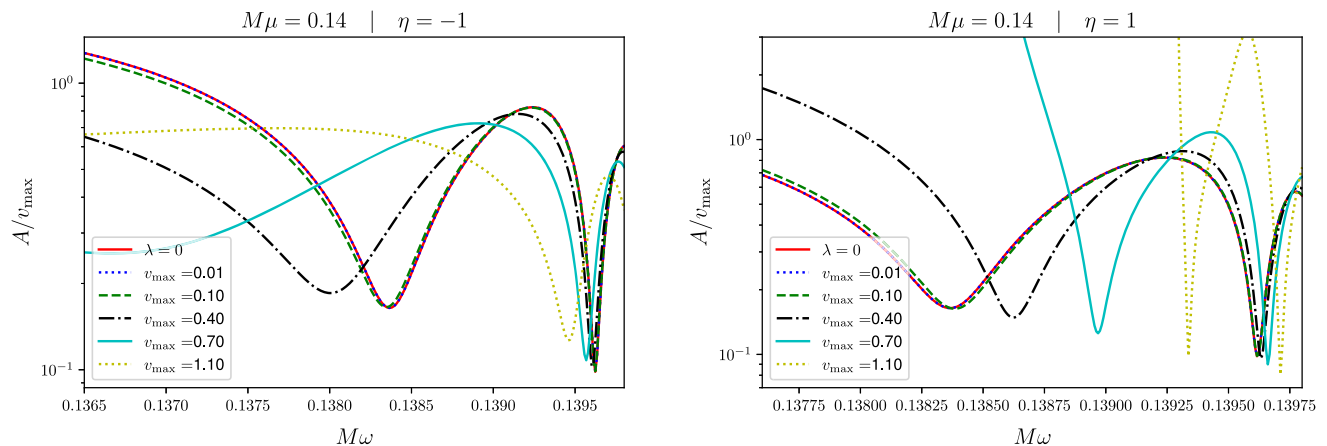 Mμ = 0.14 | η = −1
A/v_max
10⁰
10⁻¹
λ = 0
v_max =0.01
v_max =0.10
v_max =0.40
v_max =0.70
v_max =1.10
0.1365 0.1370 0.1375 0.1380 0.1385 0.1390 0.1395
Mω
Mμ = 0.14 | η = 1
A/v_max
10⁰
10⁻¹
λ = 0
v_max =0.01
v_max =0.10
v_max =0.40
v_max =0.70
v_max =1.10
0.13775 0.13800 0.13825 0.13850 0.13875 0.13900 0.13925 0.13950 0.13975
Mω